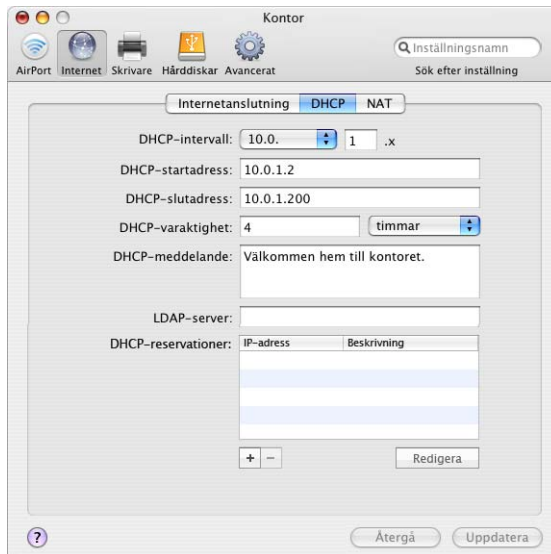 Kontor
Inställningsnamn
AirPort Internet Skrivare Hårddiskar Avancerat Sök efter inställning
Internetanslutning DHCP NAT
DHCP-intervall: 10.0. 1 .x
DHCP-startadress: 10.0.1.2
DHCP-slutadress: 10.0.1.200
DHCP-varaktighet: 4 timmar
DHCP-meddelande: Välkommen hem till kontoret.
LDAP-server:
DHCP-reservationer: IP-adress Beskrivning
+ − Redigera
? Återgå Uppdatera